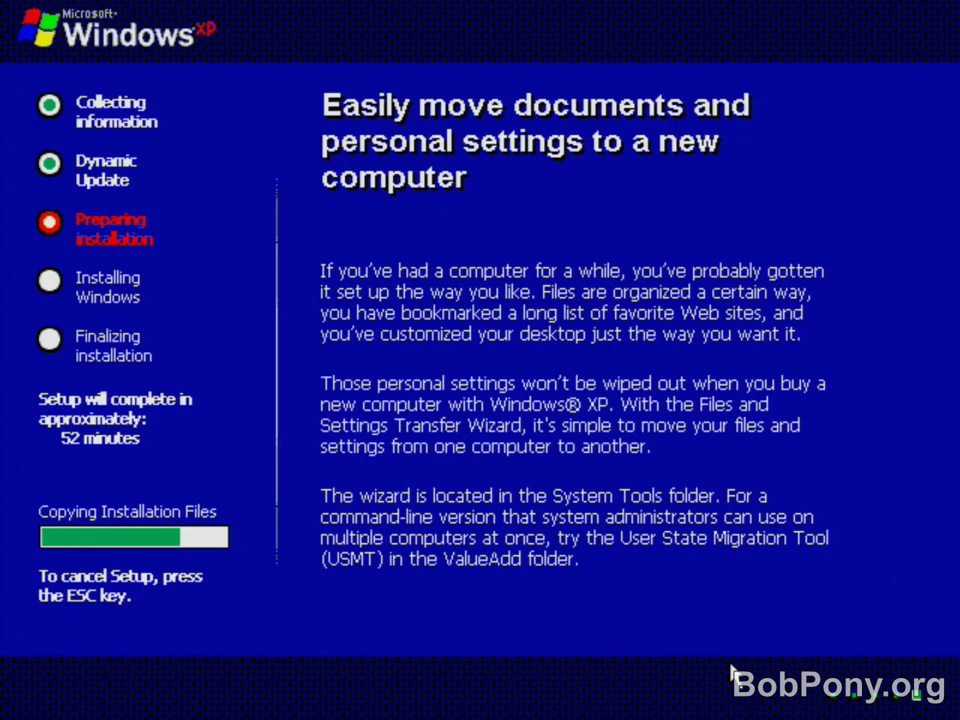 Microsoft
Windows XP
Collecting
information
Dynamic
Update
Preparing
installation
Installing
Windows
Finalizing
installation
Setup will complete in
approximately:
52 minutes
Copying Installation Files
To cancel Setup, press
the ESC key.
Easily move documents and
personal settings to a new
computer
If you've had a computer for a while, you've probably gotten
it set up the way you like. Files are organized a certain way,
you have bookmarked a long list of favorite Web sites, and
you've customized your desktop just the way you want it.
Those personal settings won't be wiped out when you buy a
new computer with Windows® XP. With the Files and
Settings Transfer Wizard, it's simple to move your files and
settings from one computer to another.
The wizard is located in the System Tools folder. For a
command-line version that system administrators can use on
multiple computers at once, try the User State Migration Tool
(USMT) in the ValueAdd folder.
BobPony.org